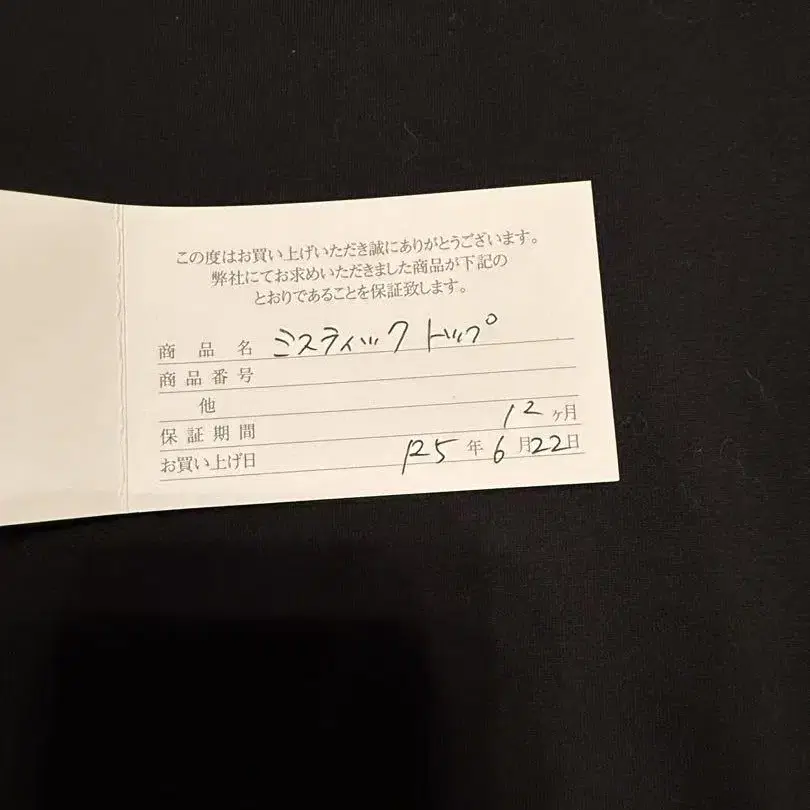 この度はお買い上げいただき誠にありがとうございます。
弊社にてお求めいただきました商品が下記の
とおりであることを保証致します。
商品名 ミスティックトップ
商品番号
他
保証期間 12ヶ月
お買い上げ日 R5年6月22日